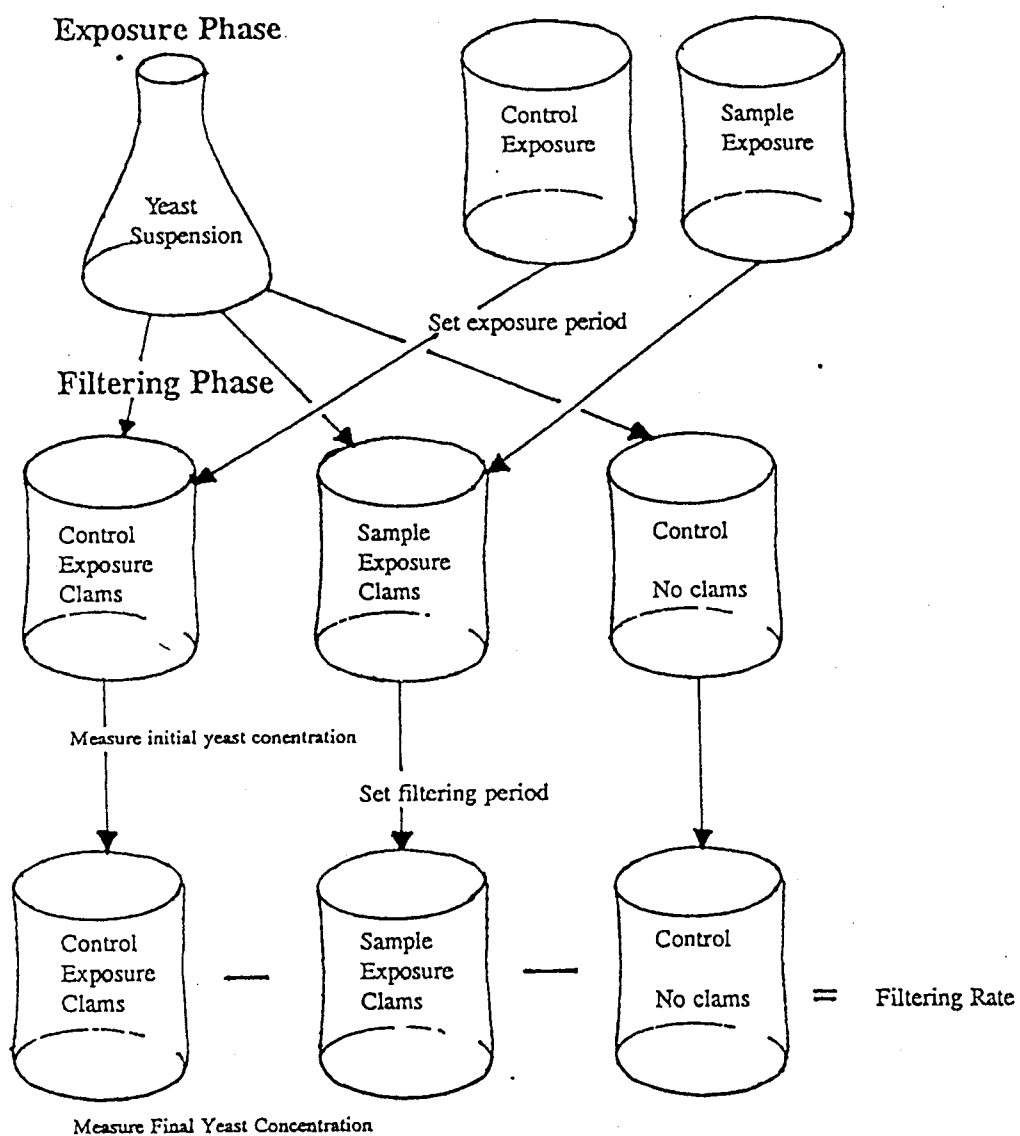 Exposure Phase
Control
Exposure
Sample
Exposure
Yeast
Suspension
Set exposure period
Filtering Phase
Control
Exposure
Clams
Sample
Exposure
Clams
Control
No clams
Measure initial yeast conentration
Set filtering period
Control
Exposure
Clams
—
Sample
Exposure
Clams
—
Control
No clams
= Filtering Rate
Measure Final Yeast Concentration